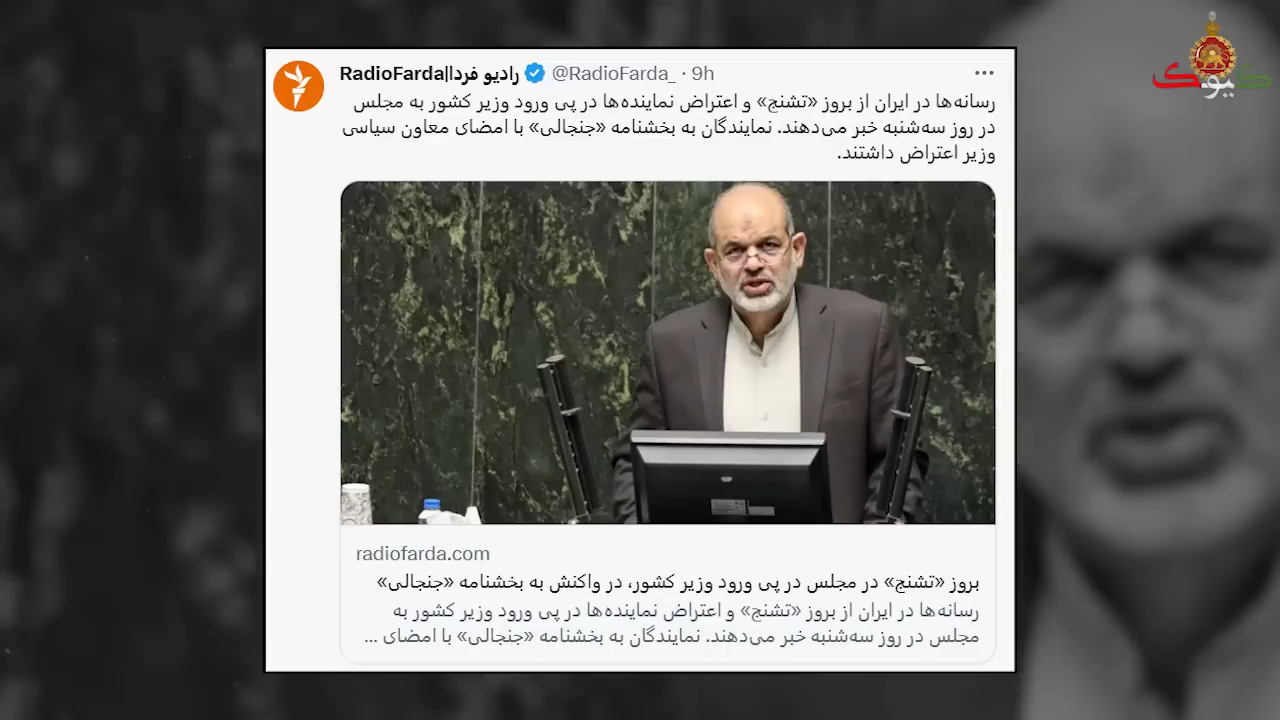 RadioFarda||رادیو فردا @RadioFarda_ · 9h
رسانه‌ها در ایران از بروز «تشنج» و اعتراض نماینده‌ها در پی ورود وزیر کشور به مجلس
در روز سه‌شنبه خبر می‌دهند. نمایندگان به بخشنامه «جنجالی» با امضای معاون سیاسی
وزیر اعتراض داشتند.
radiofarda.com
بروز «تشنج» در مجلس در پی ورود وزیر کشور، در واکنش به بخشنامه «جنجالی»
رسانه‌ها در ایران از بروز «تشنج» و اعتراض نماینده‌ها در پی ورود وزیر کشور به
مجلس در روز سه‌شنبه خبر می‌دهند. نمایندگان به بخشنامه «جنجالی» با امضای ...
کیوک